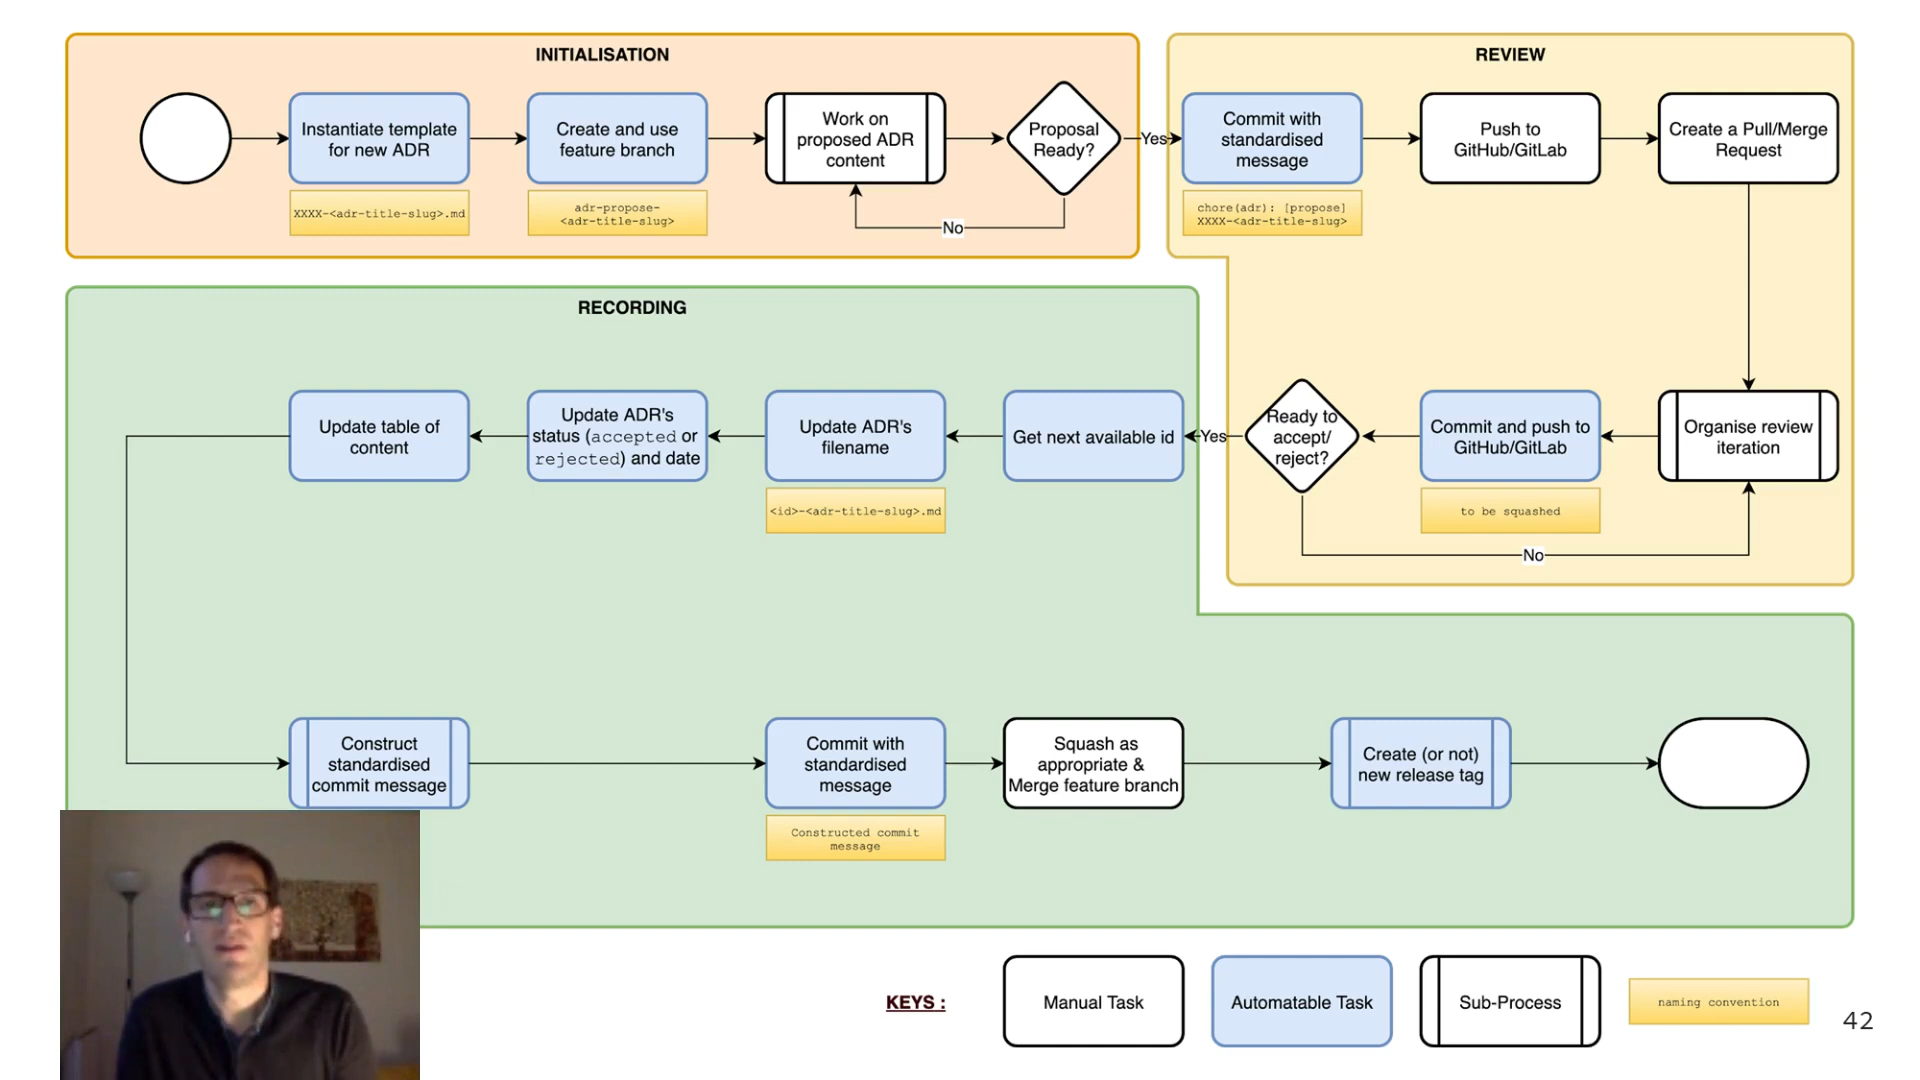 INITIALISATION
Instantiate template
for new ADR
XXXX-<adr-title-slug>.md
Create and use
feature branch
adr-propose-
<adr-title-slug>
Work on
proposed ADR
content
Proposal
Ready?
No
Yes
REVIEW
Commit with
standardised
message
chore(adr): [propose]
XXXX-<adr-title-slug>
Push to
GitHub/GitLab
Create a Pull/Merge
Request
Organise review
iteration
Commit and push to
GitHub/GitLab
to be squashed
Ready to
accept/
reject?
No
Yes
RECORDING
Get next available id
Update ADR's
filename
<id>-<adr-title-slug>.md
Update ADR's
status (accepted or
rejected) and date
Update table of
content
Construct
standardised
commit message
Commit with
standardised
message
Constructed commit
message
Squash as
appropriate &
Merge feature branch
Create (or not)
new release tag
KEYS :
Manual Task
Automatable Task
Sub-Process
naming convention
42